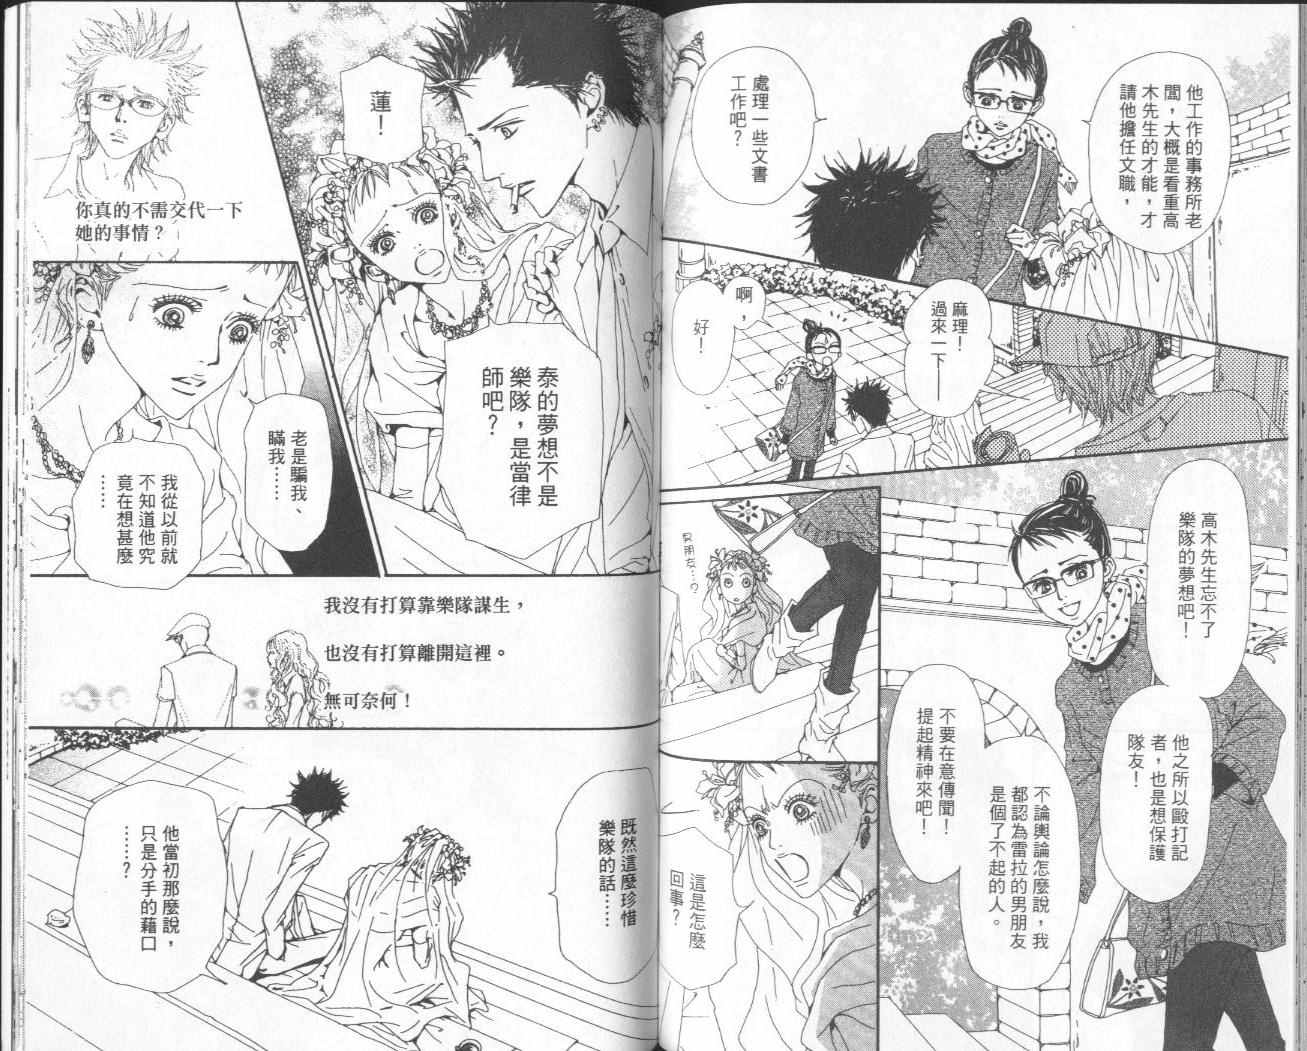 他工作的事務所老
闆，大概是看重高
木先生的才能，才
請他擔任文職，
處理一些文書
工作吧？
麻理！
過來一下──
啊，
好！
高木先生忘不了
樂隊的夢想吧！
他之所以毆打記
者，也是想保護
隊友！
不論輿論怎麼說，我
都認為雷拉的男朋友
是個了不起的人。
不要在意傳聞！
提起精神來吧！
男朋友…？
這是怎麼
回事？
蓮！
泰的夢想不是
樂隊，是當律
師吧？
你真的不需交代一下
她的事情？
老是騙我、
瞞我……
我從以前就
不知道他究
竟在想甚麼
……
我沒有打算靠樂隊謀生，
也沒有打算離開這裡。
無可奈何！
既然這麼珍惜
樂隊的話……
他當初那麼說，
只是分手的藉口
……？